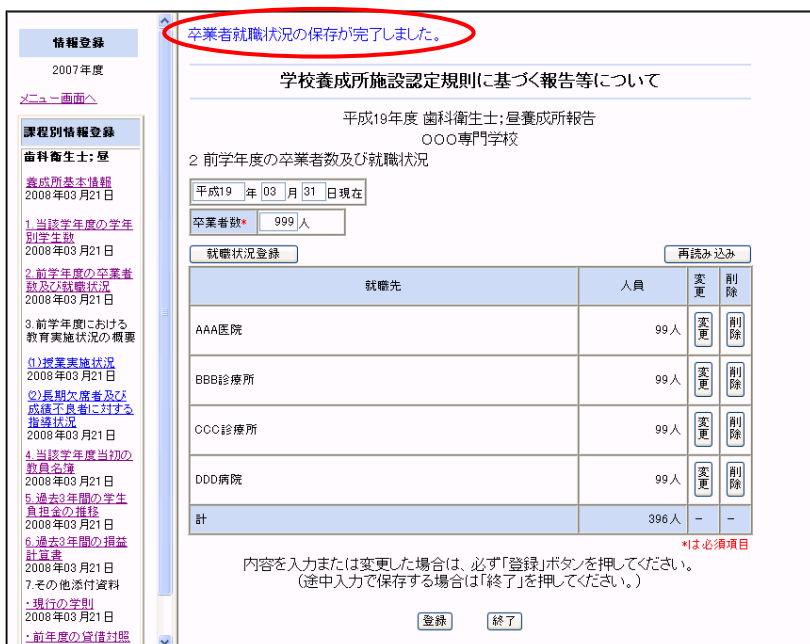 情報登録
2007年度
メニュー画面へ
課程別情報登録
歯科衛生士;昼
養成所基本情報
2008年03月21日
1.当該学年度の学年
別学生数
2008年03月21日
2.前学年度の卒業者
数及び就職状況
2008年03月21日
3.前学年度における
教育実施状況の概要
(1)授業実施状況
2008年03月21日
(2)長期欠席者及び
成績不良者に対する
指導状況
2008年03月21日
4.当該学年度当初の
教員名簿
2008年03月21日
5.過去3年間の学生
負担金の推移
2008年03月21日
6.過去3年間の損益
計算書
2008年03月21日
7.その他添付資料
・現行の学則
2008年03月21日
・前年度の貸借対照
卒業者就職状況の保存が完了しました。
学校養成所施設認定規則に基づく報告等について
平成19年度 歯科衛生士;昼養成所報告
○○○専門学校
2 前学年度の卒業者数及び就職状況
平成19 年 03 月 31 日現在
卒業者数* 999 人
就職状況登録 再読み込み
就職先 人員 変更 削除
AAA医院 99人 変更 削除
BBB診療所 99人 変更 削除
CCC診療所 99人 変更 削除
DDD病院 99人 変更 削除
計 396人 － －
*は必須項目
内容を入力または変更した場合は、必ず「登録」ボタンを押してください。
(途中入力で保存する場合は「終了」を押してください。)
登録 終了